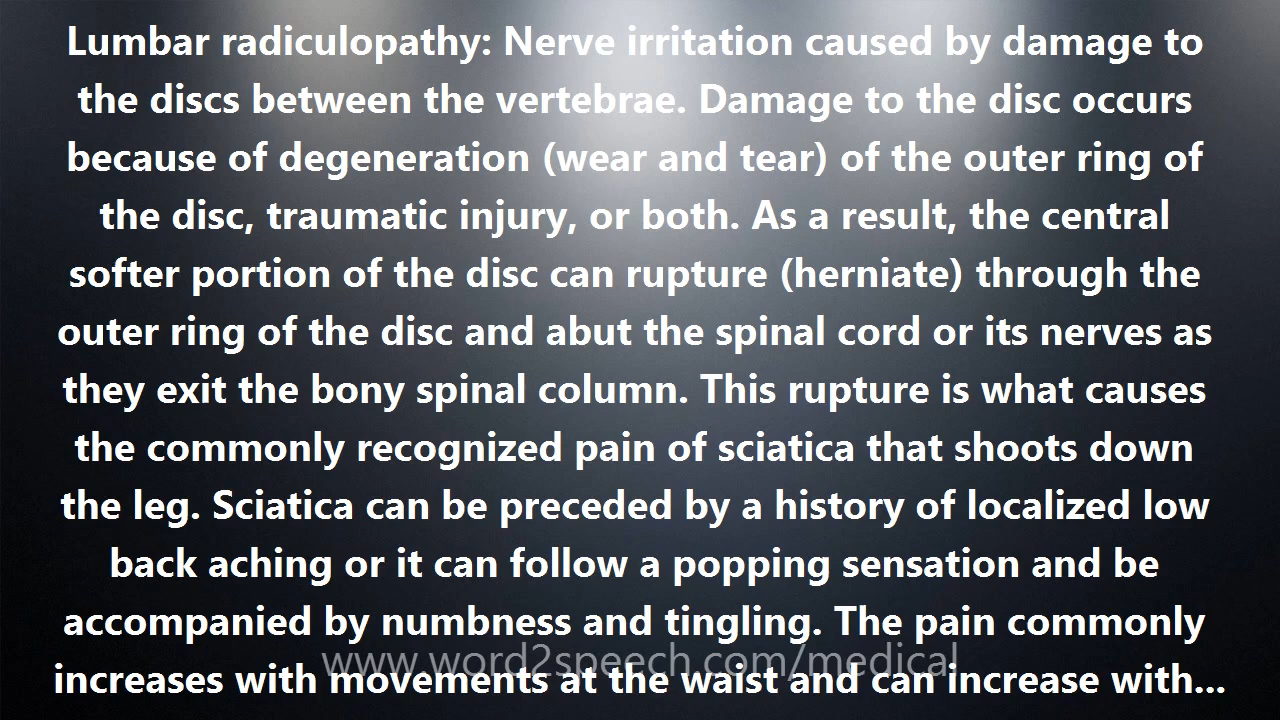 Lumbar radiculopathy: Nerve irritation caused by damage to
the discs between the vertebrae. Damage to the disc occurs
because of degeneration (wear and tear) of the outer ring of
the disc, traumatic injury, or both. As a result, the central
softer portion of the disc can rupture (herniate) through the
outer ring of the disc and abut the spinal cord or its nerves as
they exit the bony spinal column. This rupture is what causes
the commonly recognized pain of sciatica that shoots down
the leg. Sciatica can be preceded by a history of localized low
back aching or it can follow a popping sensation and be
accompanied by numbness and tingling. The pain commonly
www.word2speech.com/medical
increases with movements at the waist and can increase with...